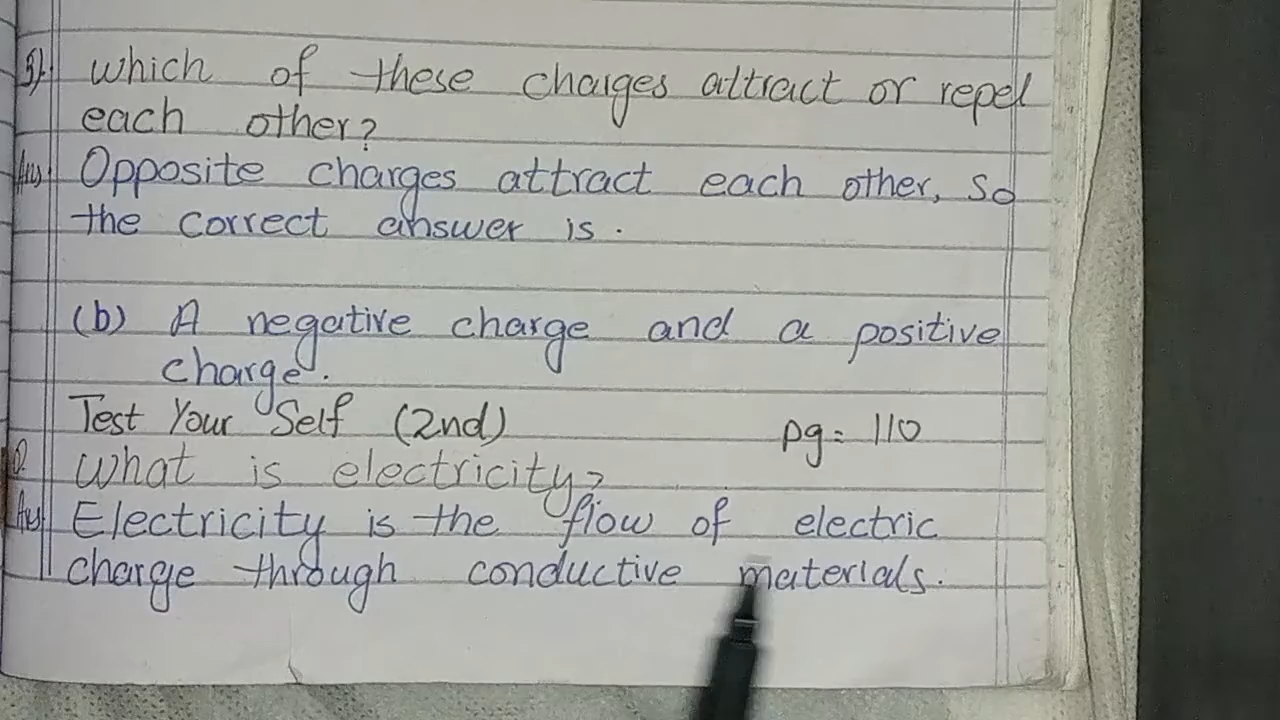 3) which of these charges attract or repel
each other?
Ans Opposite charges attract each other, so
the correct answer is.
(b) A negative charge and a positive
charge.
Test Your Self (2nd) pg= 110
Q. What is electricity?
Ans Electricity is the flow of electric
charge through conductive materials.